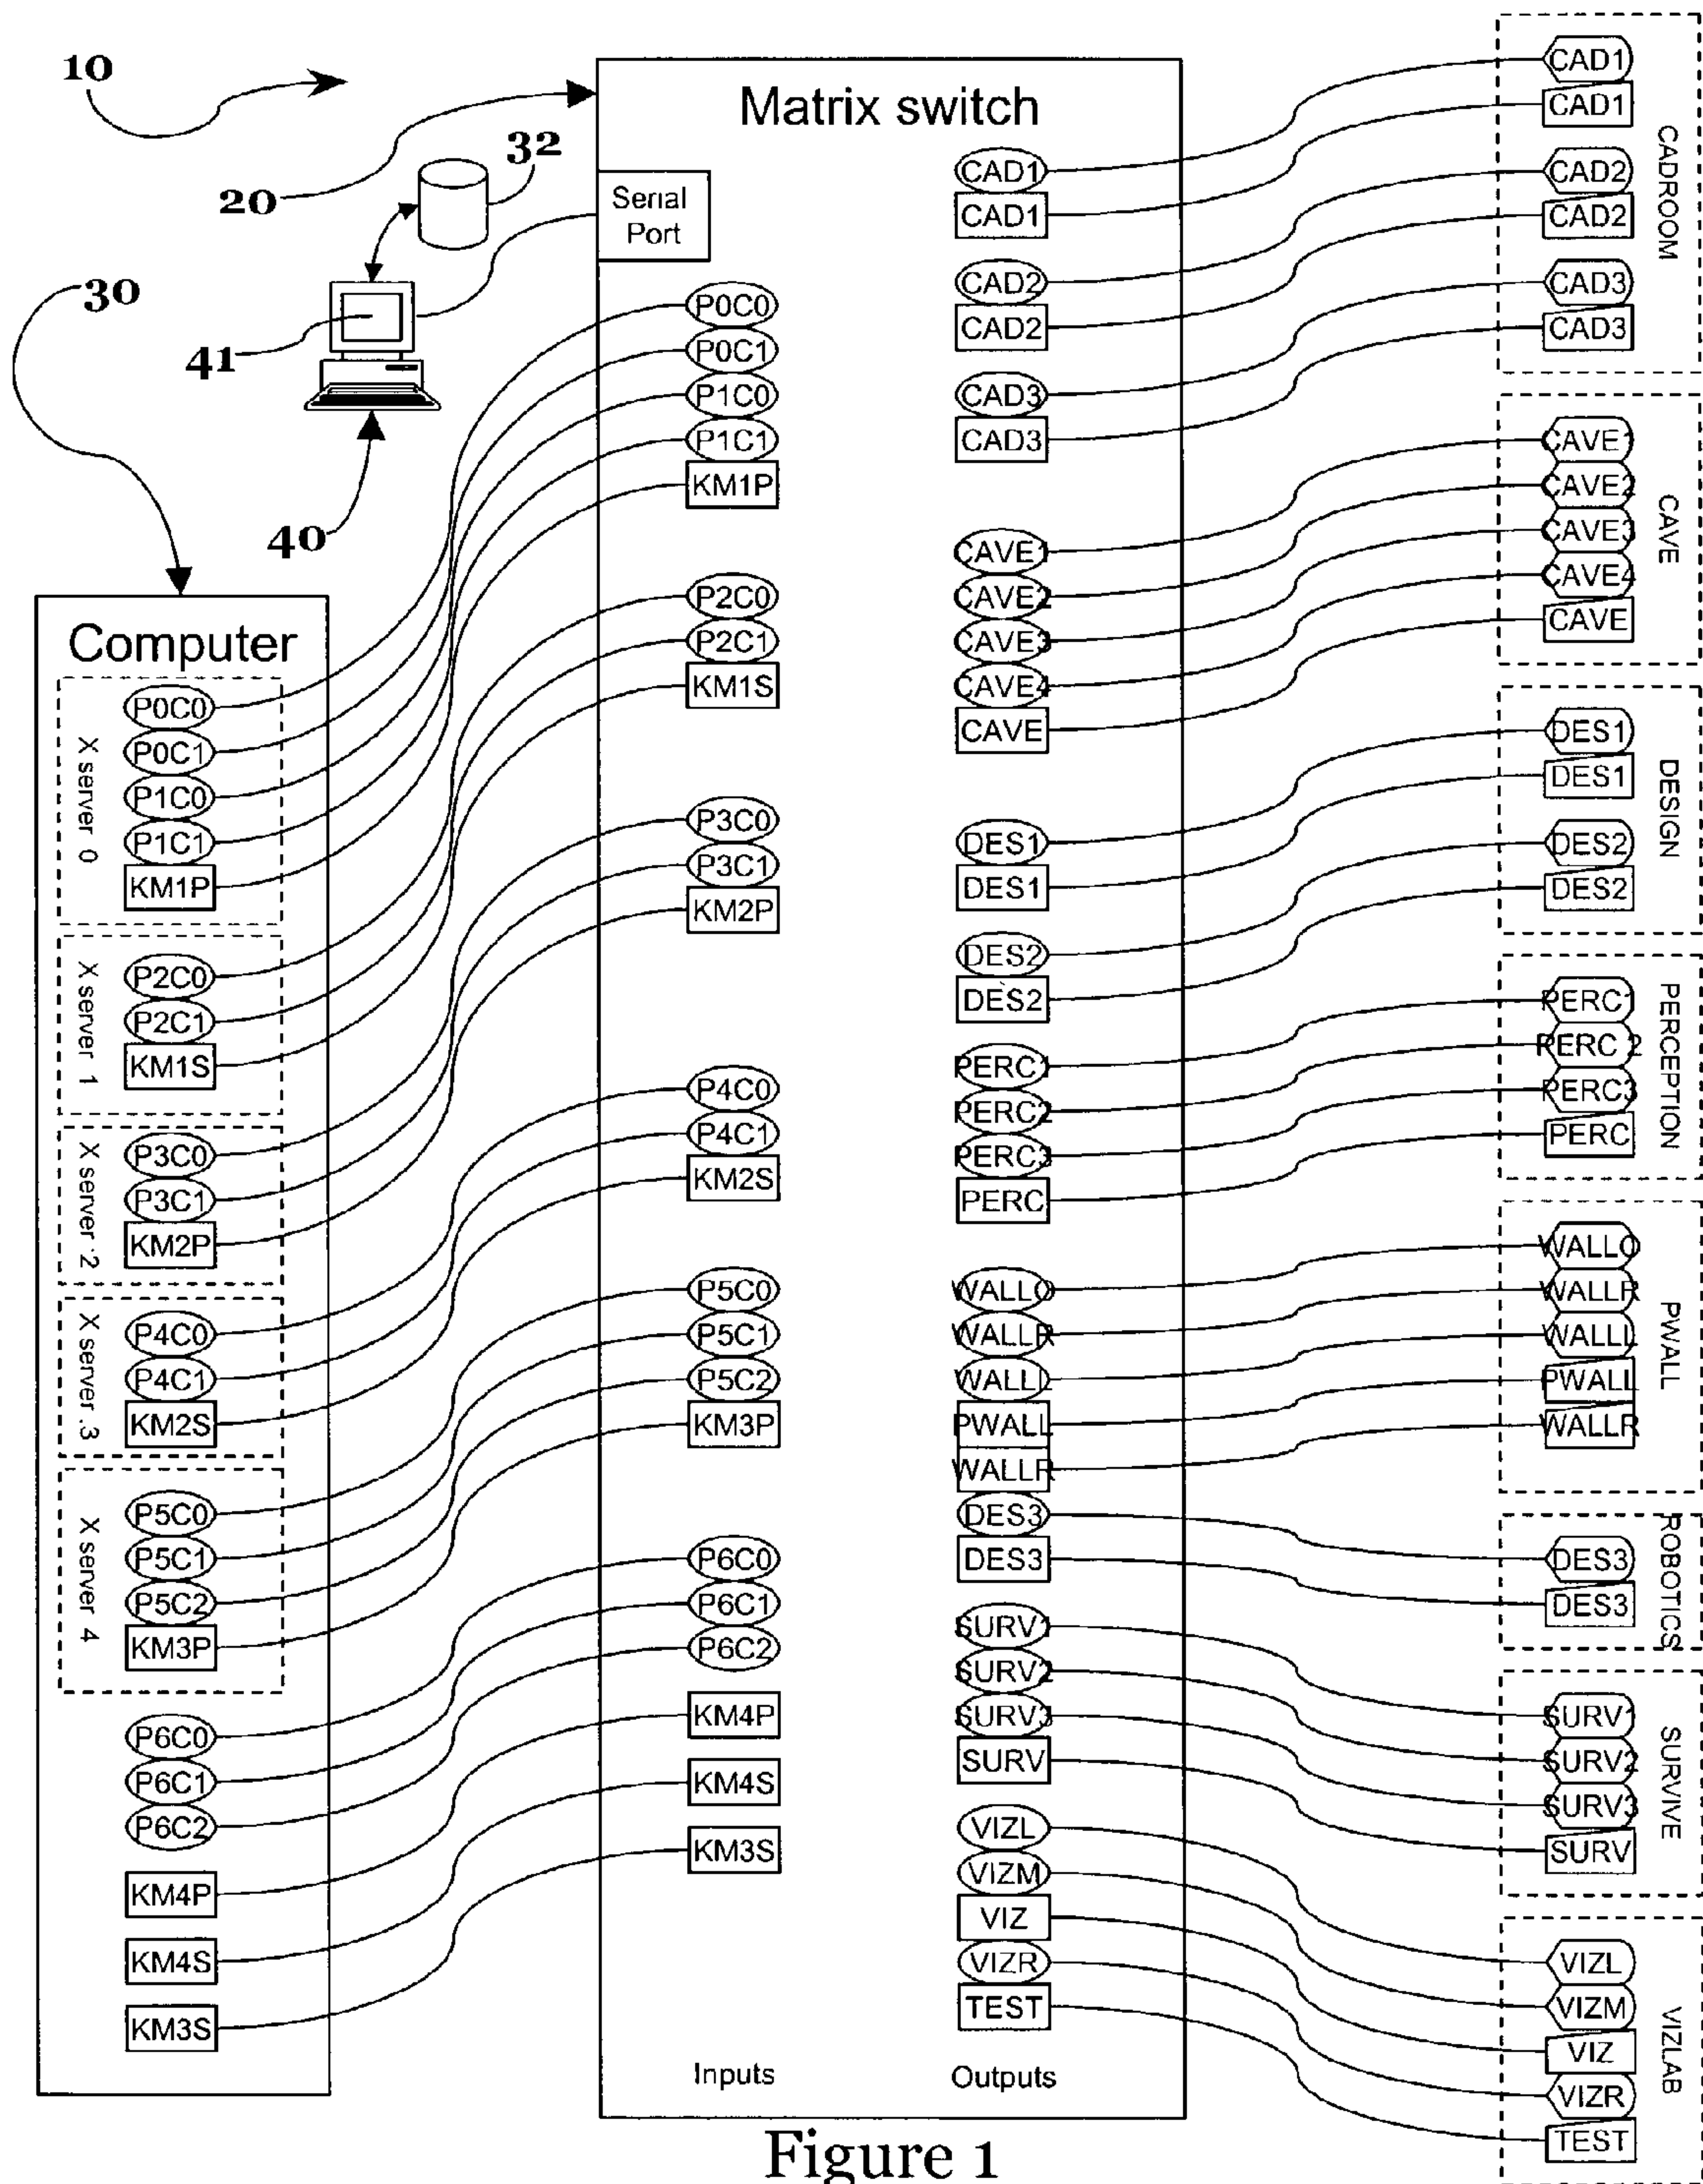 10
20
32
30
41
40
Computer
X server 0
P0C0
P0C1
P1C0
P1C1
KM1P
X server 1
P2C0
P2C1
KM1S
X server .2
P3C0
P3C1
KM2P
X server .3
P4C0
P4C1
KM2S
X server 4
P5C0
P5C1
P5C2
KM3P
P6C0
P6C1
P6C2
KM4P
KM4S
KM3S
Matrix switch
Serial
Port
P0C0
P0C1
P1C0
P1C1
KM1P
P2C0
P2C1
KM1S
P3C0
P3C1
KM2P
P4C0
P4C1
KM2S
P5C0
P5C1
P5C2
KM3P
P6C0
P6C1
P6C2
KM4P
KM4S
KM3S
Inputs
CAD1
CAD1
CAD2
CAD2
CAD3
CAD3
CAVE1
CAVE2
CAVE3
CAVE4
CAVE
DES1
DES1
DES2
DES2
PERC1
PERC2
PERC3
PERC
WALLO
WALLR
WALLL
PWALL
WALLR
DES3
DES3
SURV1
SURV2
SURV3
SURV
VIZL
VIZM
VIZ
VIZR
TEST
Outputs
CAD1
CAD1
CAD2
CAD2
CAD3
CAD3
CADROOM
CAVE1
CAVE2
CAVE3
CAVE4
CAVE
CAVE
DES1
DES1
DES2
DES2
DESIGN
PERC1
PERC 2
PERC3
PERC
PERCEPTION
WALLO
WALLR
WALLL
PWALL
WALLR
PWALL
DES3
DES3
ROBOTICS
SURV1
SURV2
SURV3
SURV
SURVIVE
VIZL
VIZM
VIZ
VIZR
TEST
VIZLAB
Figure 1